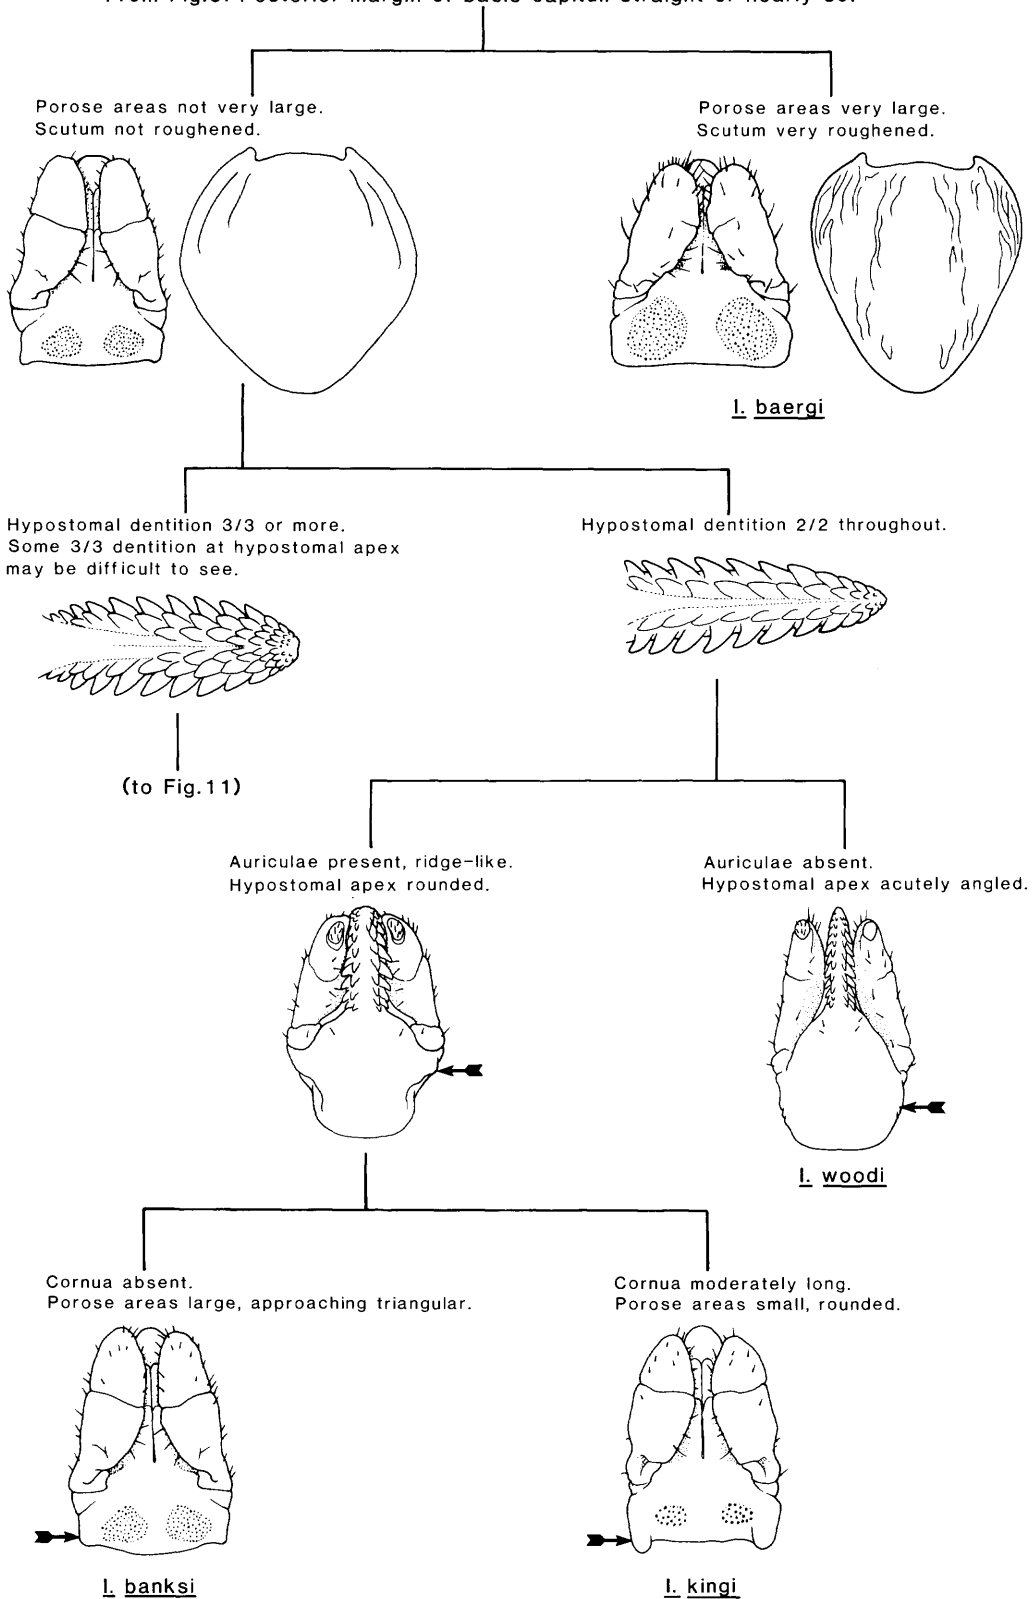 From Fig.8. Posterior margin of basis capituli straight or nearly so.
Porose areas not very large.
Scutum not roughened.
Porose areas very large.
Scutum very roughened.
I. baergi
Hypostomal dentition 3/3 or more.
Some 3/3 dentition at hypostomal apex
may be difficult to see.
Hypostomal dentition 2/2 throughout.
(to Fig.11)
Auriculae present, ridge-like.
Hypostomal apex rounded.
Auriculae absent.
Hypostomal apex acutely angled.
I. woodi
Cornua absent.
Porose areas large, approaching triangular.
Cornua moderately long.
Porose areas small, rounded.
I. banksi
I. kingi